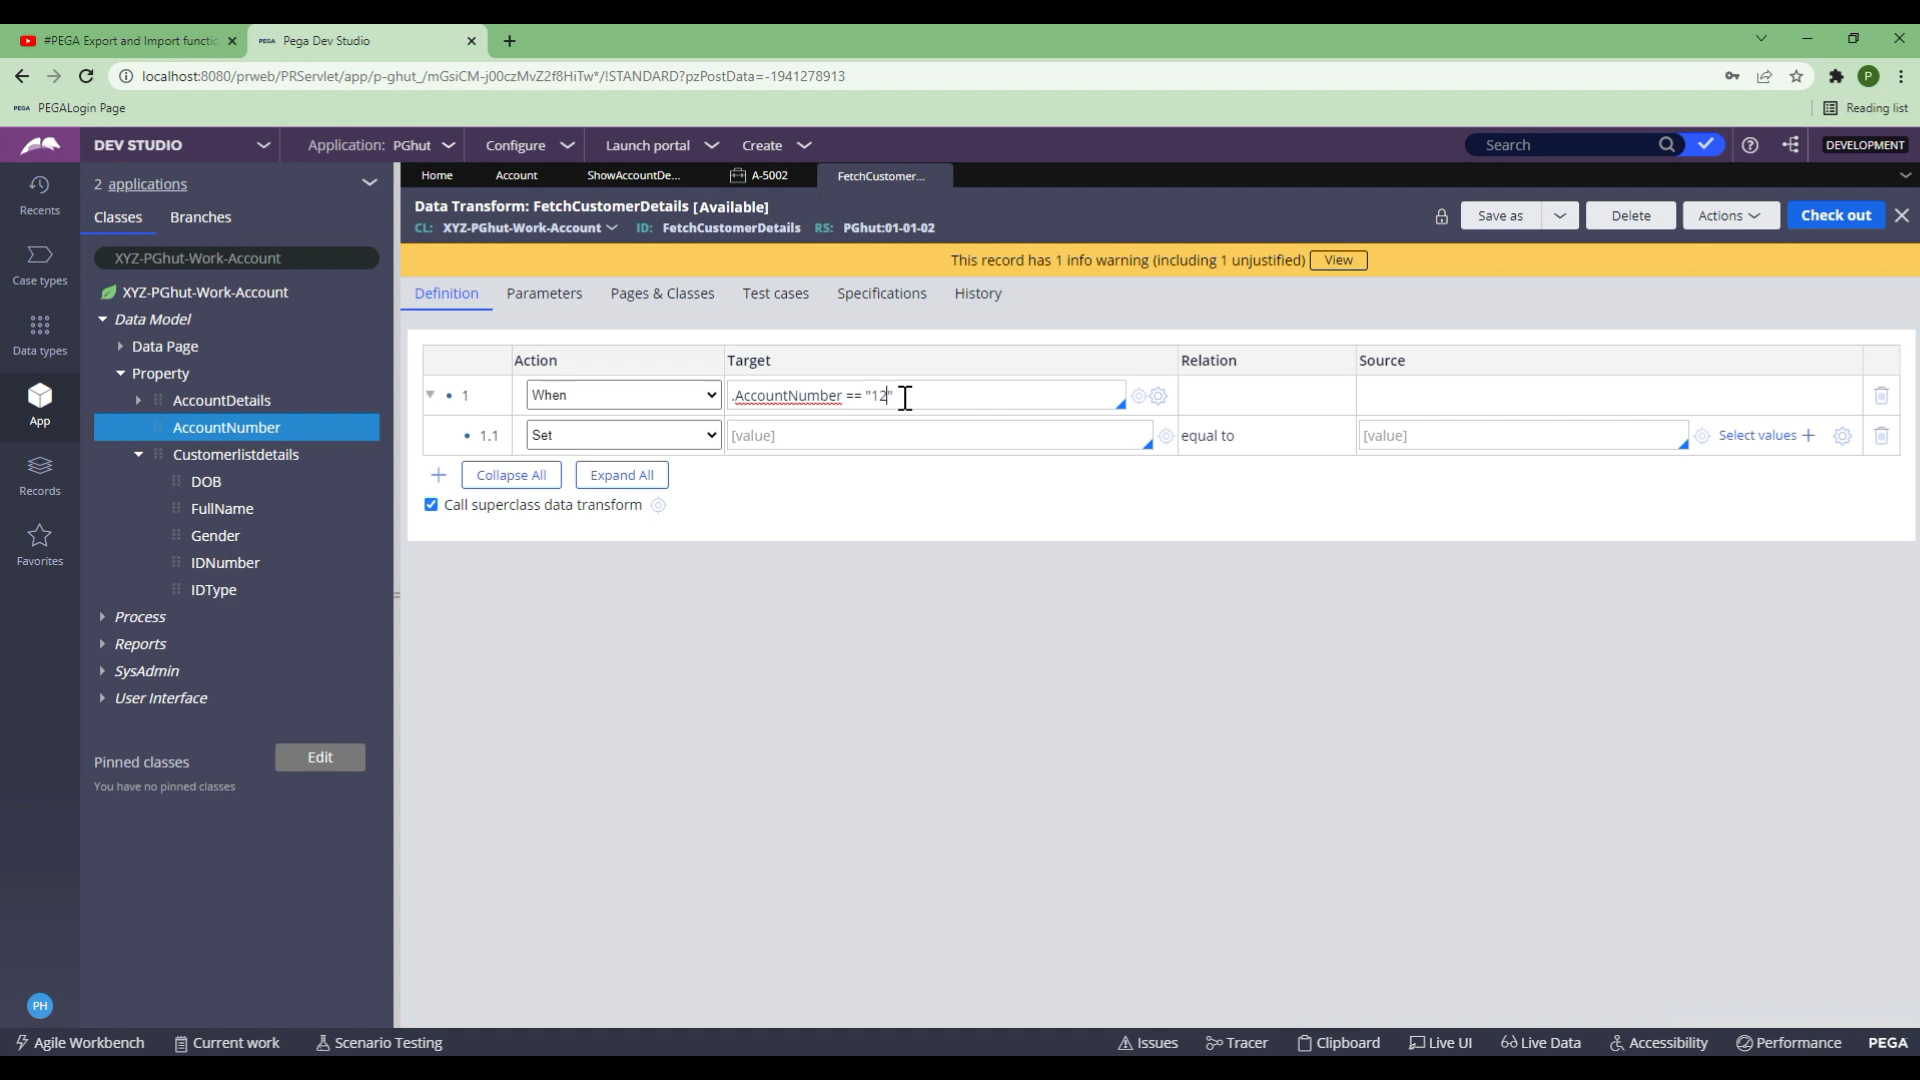 #PEGA Export and Import functi
PEGA Pega Dev Studio
localhost:8080/prweb/PRServlet/app/p-ghut_/mGsiCM-j00czMvZ2f8HiTw*/!STANDARD?pzPostData=-1941278913
P
PEGA PEGALogin Page
Reading list
DEV STUDIO
Application: PGhut
Configure
Launch portal
Create
Search
DEVELOPMENT
Recents
Case types
Data types
App
Records
Favorites
PH
2 applications
Classes
Branches
XYZ-PGhut-Work-Account
XYZ-PGhut-Work-Account
Data Model
Data Page
Property
AccountDetails
AccountNumber
Customerlistdetails
DOB
FullName
Gender
IDNumber
IDType
Process
Reports
SysAdmin
User Interface
Pinned classes
Edit
You have no pinned classes
Home
Account
ShowAccountDe...
A-5002
FetchCustomer...
Data Transform: FetchCustomerDetails [Available]
CL: XYZ-PGhut-Work-Account ID: FetchCustomerDetails RS: PGhut:01-01-02
Save as
Delete
Actions
Check out
This record has 1 info warning (including 1 unjustified) View
Definition
Parameters
Pages & Classes
Test cases
Specifications
History
Action Target Relation Source
1 When .AccountNumber == "12"
1.1 Set [value] equal to [value] Select values +
Collapse All
Expand All
Call superclass data transform
Agile Workbench
Current work
Scenario Testing
Issues
Tracer
Clipboard
Live UI
Live Data
Accessibility
Performance
PEGA